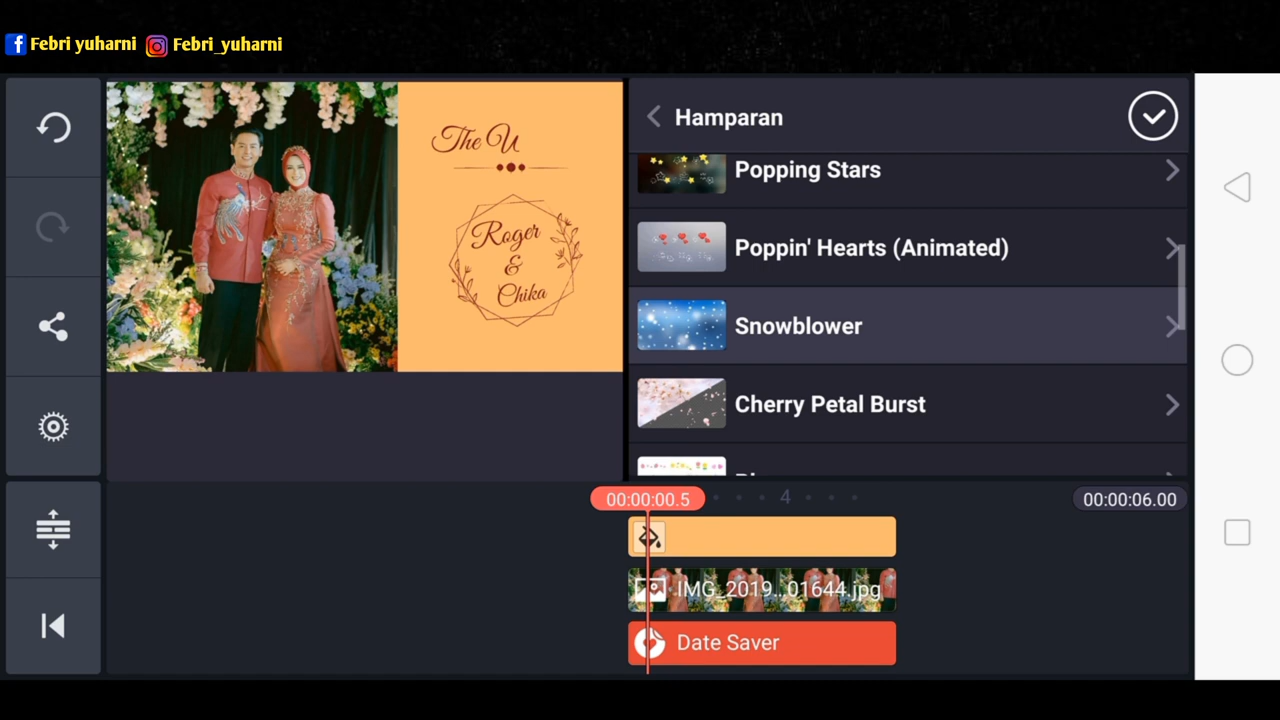 Febri yuharni Febri_yuharni
The U
Roger
&
Chika
Hamparan
Popping Stars
Poppin' Hearts (Animated)
Snowblower
Cherry Petal Burst
00:00:00.5
4
00:00:06.00
IMG_2019...01644.jpg
Date Saver